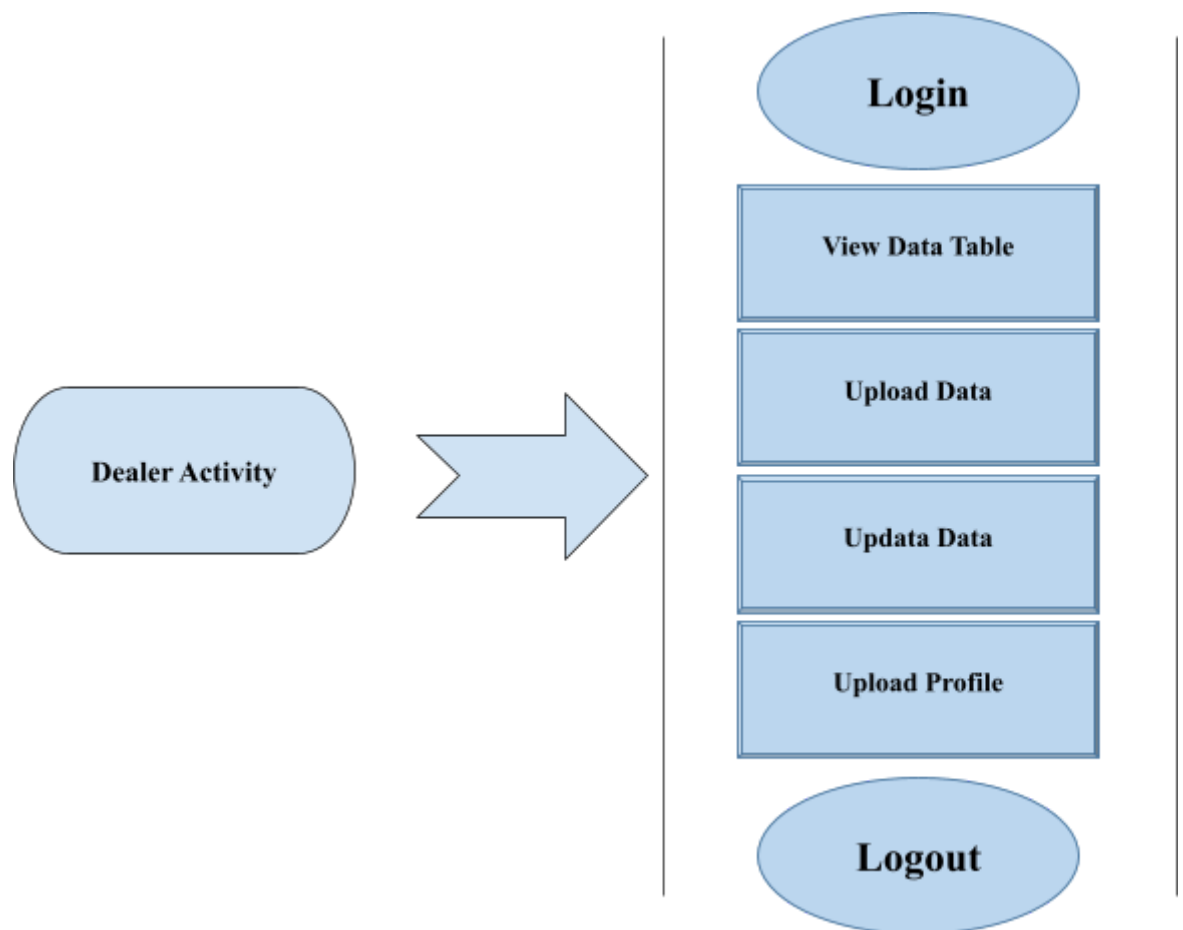 Login
View Data Table
Upload Data
Dealer Activity
Updata Data
Upload Profile
Logout